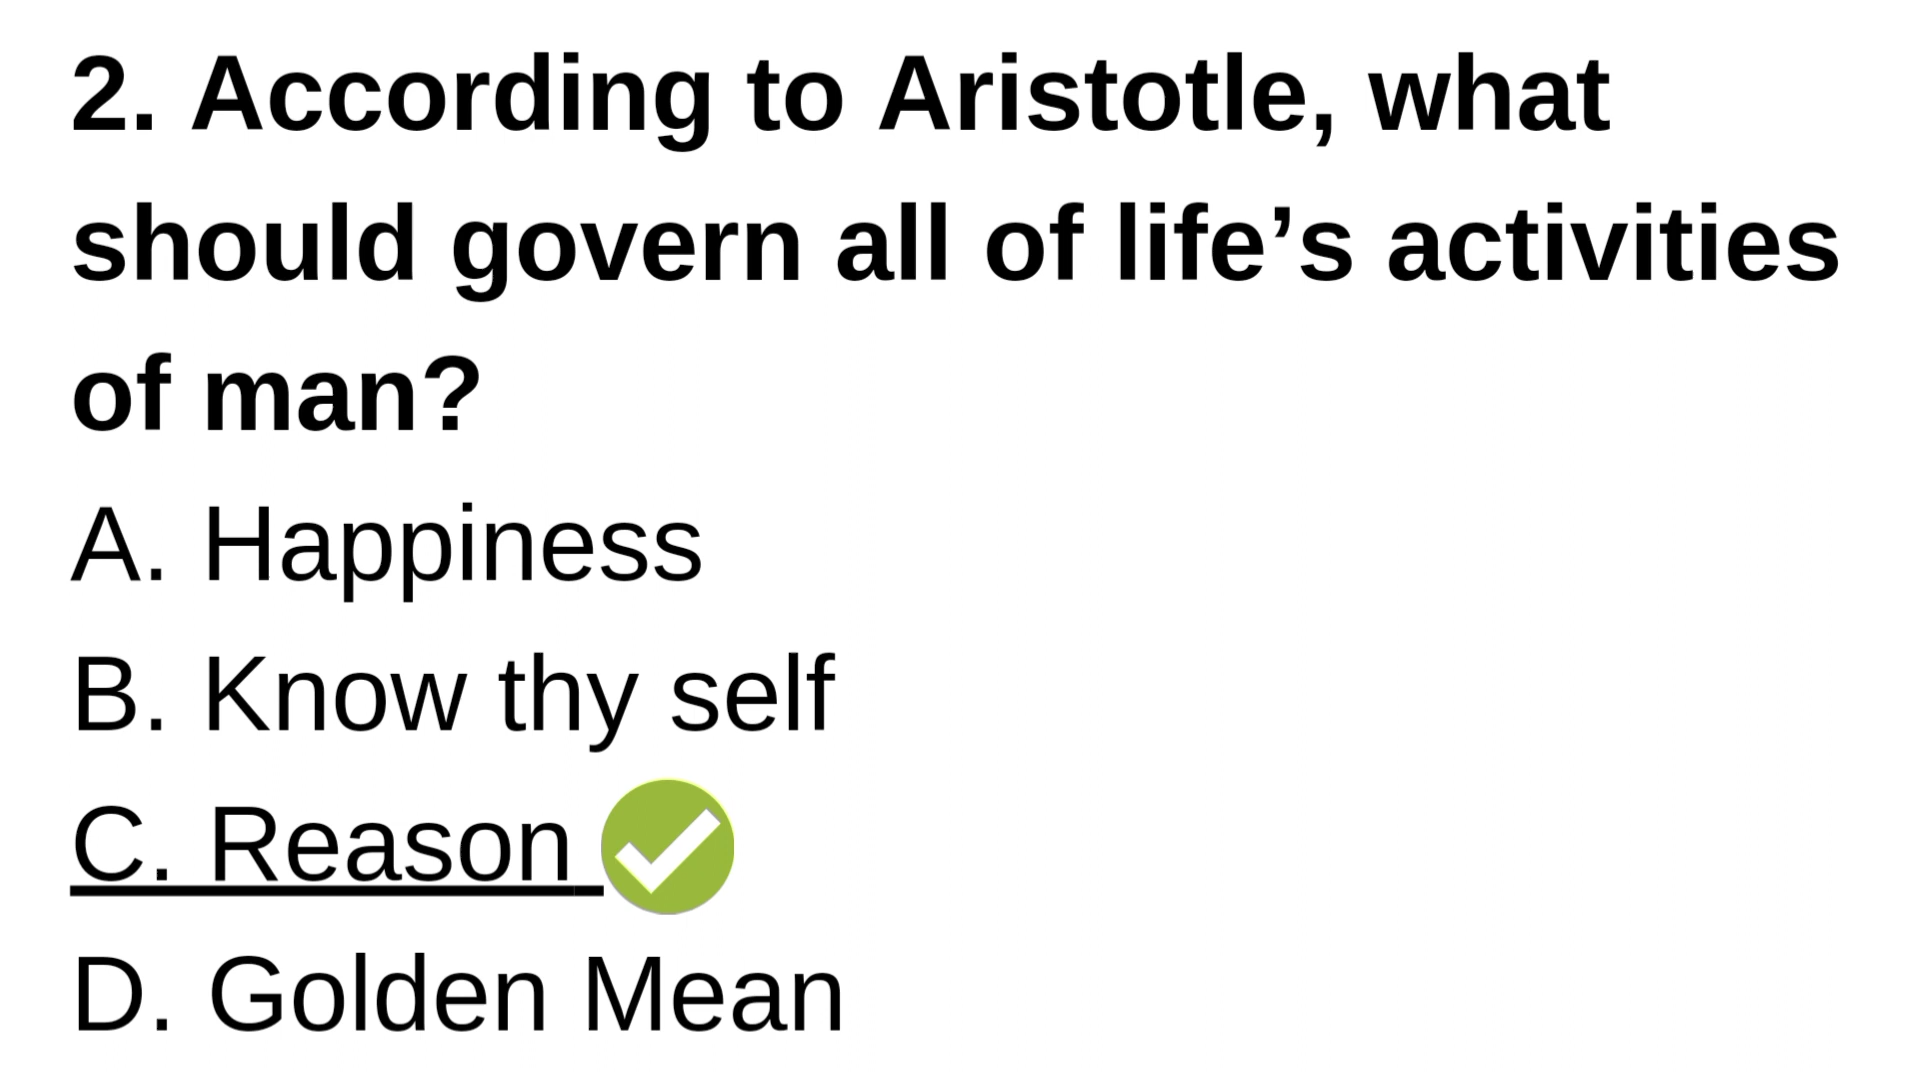 2. According to Aristotle, what
should govern all of life’s activities
of man?
A. Happiness
B. Know thy self
C. Reason
D. Golden Mean